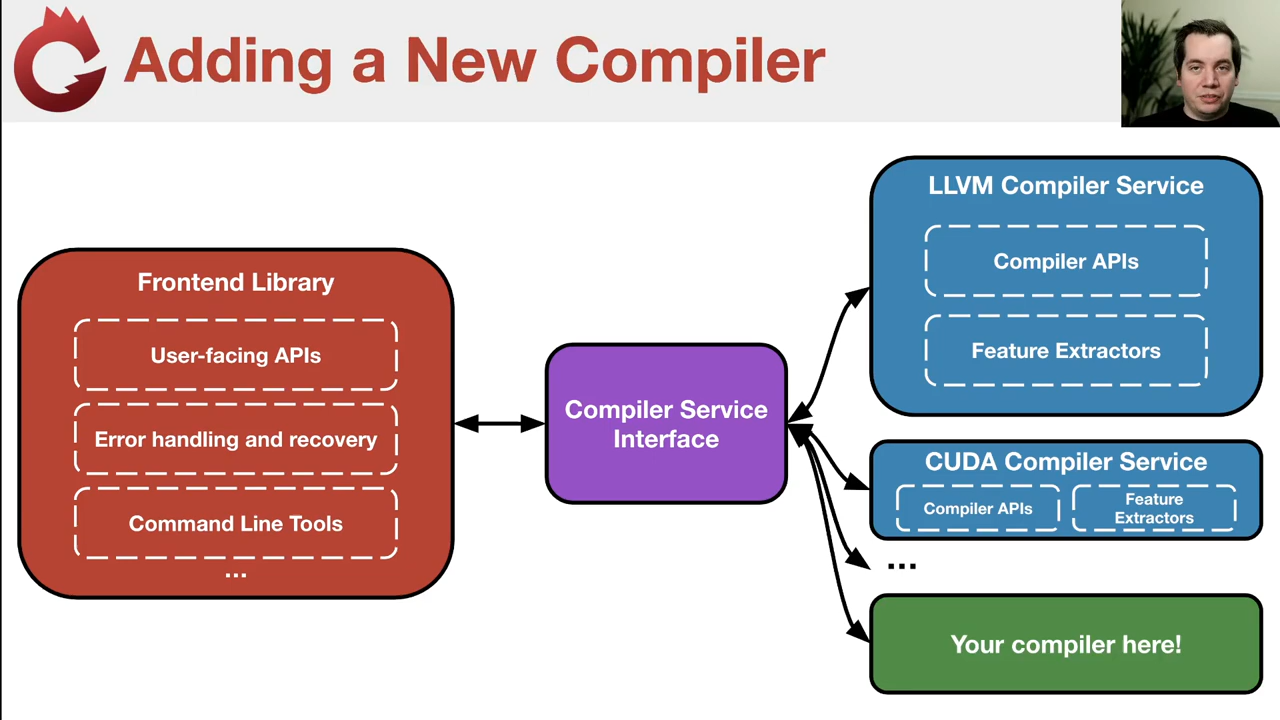 Adding a New Compiler
Frontend Library
User-facing APIs
Error handling and recovery
Command Line Tools
...
Compiler Service
Interface
LLVM Compiler Service
Compiler APIs
Feature Extractors
CUDA Compiler Service
Compiler APIs
Feature
Extractors
...
Your compiler here!